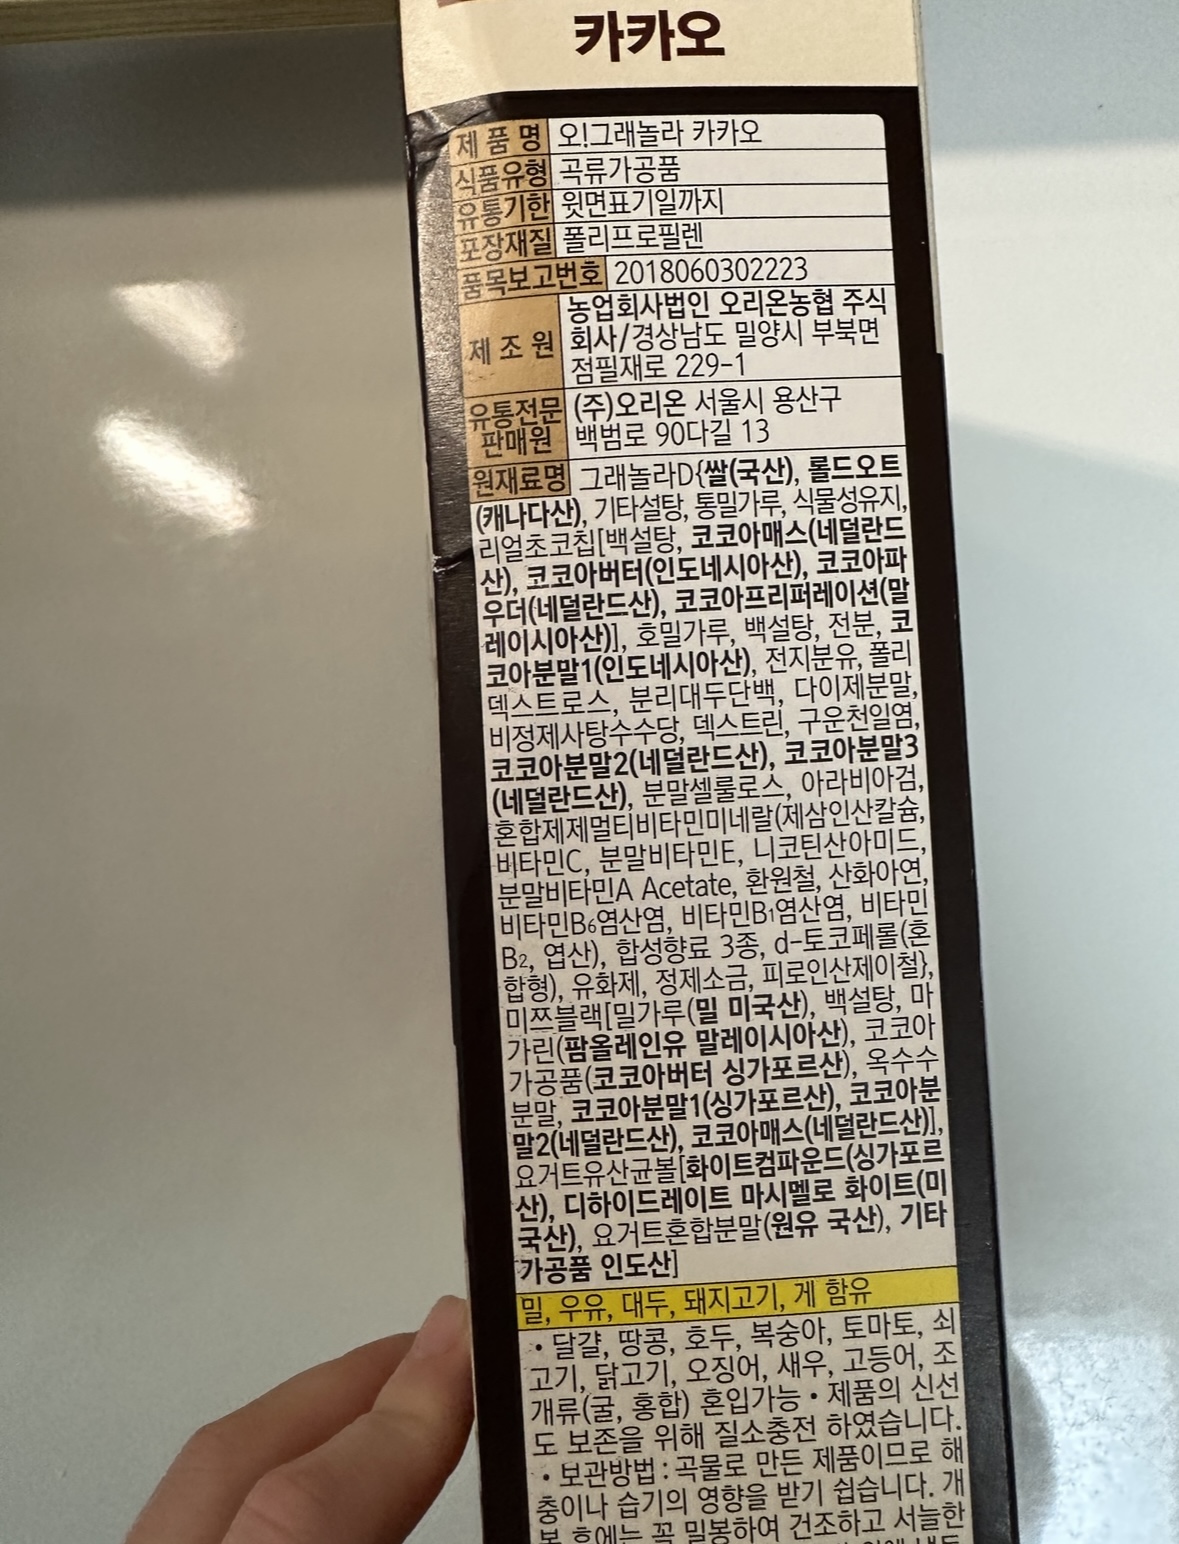 카카오
제 품 명 오!그래놀라 카카오
식품유형 곡류가공품
유통기한 윗면표기일까지
포장재질 폴리프로필렌
품목보고번호 2018060302223
제 조 원 농업회사법인 오리온농협 주식
회사/경상남도 밀양시 부북면
점필재로 229-1
유통전문 (주)오리온 서울시 용산구
판매원 백범로 90다길 13
원재료명 그래놀라D{쌀(국산), 롤드오트
(캐나다산), 기타설탕, 통밀가루, 식물성유지,
리얼초코칩[백설탕, 코코아매스(네덜란드
산), 코코아버터(인도네시아산), 코코아파
우더(네덜란드산), 코코아프리퍼레이션(말
레이시아산)], 호밀가루, 백설탕, 전분, 코
코아분말1(인도네시아산), 전지분유, 폴리
덱스트로스, 분리대두단백, 다이제분말,
비정제사탕수수당, 덱스트린, 구운천일염,
코코아분말2(네덜란드산), 코코아분말3
(네덜란드산), 분말셀룰로스, 아라비아검,
혼합제제멀티비타민미네랄(제삼인산칼슘,
비타민C, 분말비타민E, 니코틴산아미드,
분말비타민A Acetate, 환원철, 산화아연,
비타민B₆염산염, 비타민B₁염산염, 비타민
B₂, 엽산), 합성향료 3종, d-토코페롤(혼
합형), 유화제, 정제소금, 피로인산제이철},
미쯔블랙[밀가루(밀 미국산), 백설탕, 마
가린(팜올레인유 말레이시아산), 코코아
가공품(코코아버터 싱가포르산), 옥수수
분말, 코코아분말1(싱가포르산), 코코아분
말2(네덜란드산), 코코아매스(네덜란드산)],
요거트유산균볼[화이트컴파운드(싱가포르
산), 디하이드레이트 마시멜로 화이트(미
국산), 요거트혼합분말(원유 국산), 기타
가공품 인도산]
밀, 우유, 대두, 돼지고기, 게 함유
• 달걀, 땅콩, 호두, 복숭아, 토마토, 쇠
고기, 닭고기, 오징어, 새우, 고등어, 조
개류(굴, 홍합) 혼입가능 • 제품의 신선
도 보존을 위해 질소충전 하였습니다.
• 보관방법 : 곡물로 만든 제품이므로 해
충이나 습기의 영향을 받기 쉽습니다. 개
봉 후에는 꼭 밀봉하여 건조하고 서늘한